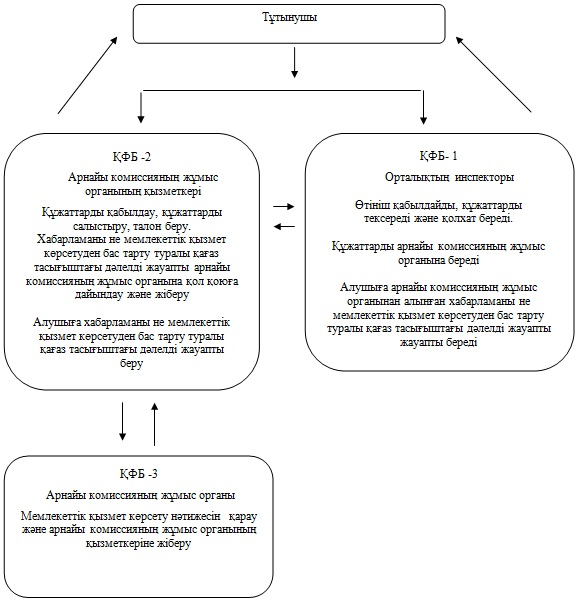 Тұтынушы
ҚФБ -2
Арнайы комиссияның жұмыс
органының қызметкері
Құжаттарды қабылдау, құжаттарды
салыстыру, талон беру.
Хабарламаны не мемлекеттік қызмет
көрсетуден бас тарту туралы қағаз
тасығыштағы дәлелді жауапты арнайы
комиссияның жұмыс органына қол қоюға
дайындау және жіберу
Алушыға хабарламаны не мемлекеттік
қызмет көрсетуден бас тарту туралы
қағаз тасығыштағы дәлелді жауапты
беру
ҚФБ- 1
Орталықтың инспекторы
Өтініш қабылдайды, құжаттарды
тексереді және қолхат береді.
Құжаттарды арнайы комиссияның жұмыс
органына береді
Алушыға арнайы комиссияның жұмыс
органынан алынған хабарламаны не
мемлекеттік қызмет көрсетуден бас тарту
туралы қағаз тасығыштағы дәлелді жауапты
жауапты береді
ҚФБ -3
Арнайы комиссияның жұмыс органы
Мемлекеттік қызмет көрсету нәтижесін қарау
және арнайы комиссияның жұмыс органының
қызметкеріне жіберу